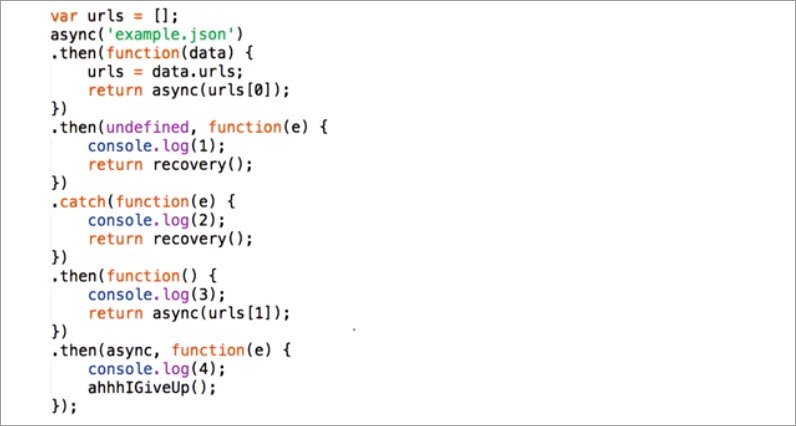 var urls = [];
async('example.json')
.then(function(data) {
    urls = data.urls;
    return async(urls[0]);
})
.then(undefined, function(e) {
    console.log(1);
    return recovery();
})
.catch(function(e) {
    console.log(2);
    return recovery();
})
.then(function() {
    console.log(3);
    return async(urls[1]);
})
.then(async, function(e) {
    console.log(4);
    ahhhIGiveUp();
});